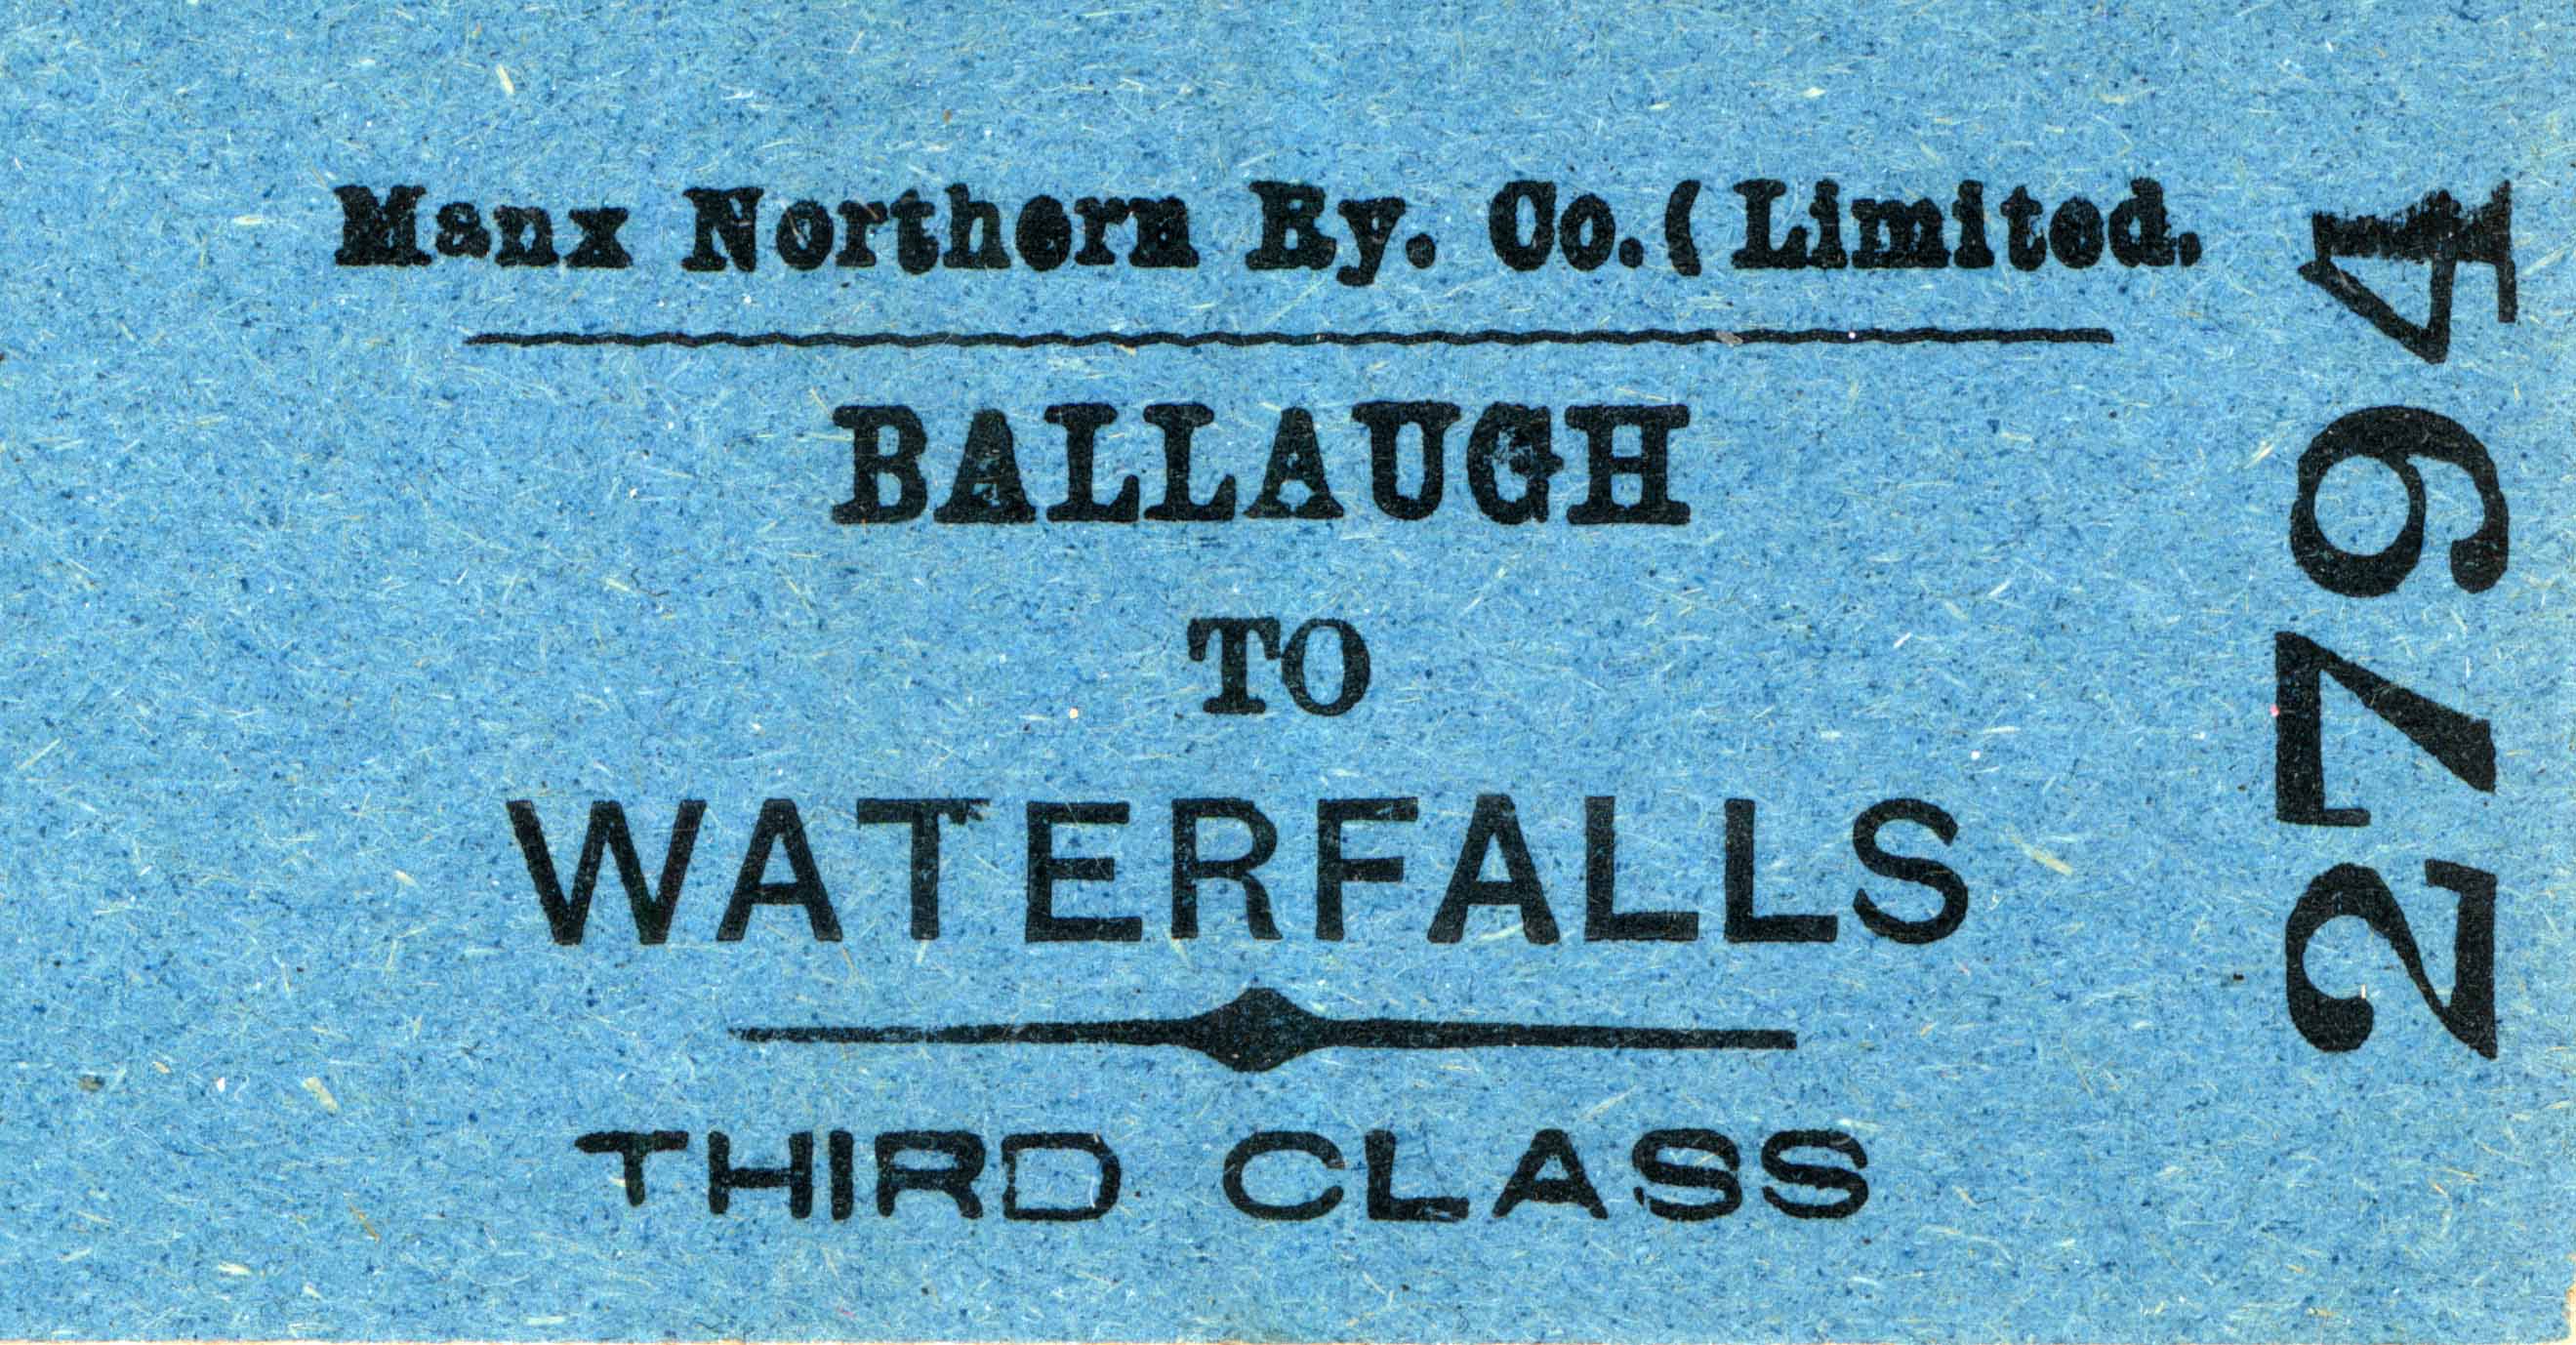 Manx Northern Ry. Co. (Limited.
BALLAUGH
TO
WATERFALLS
THIRD CLASS
2794